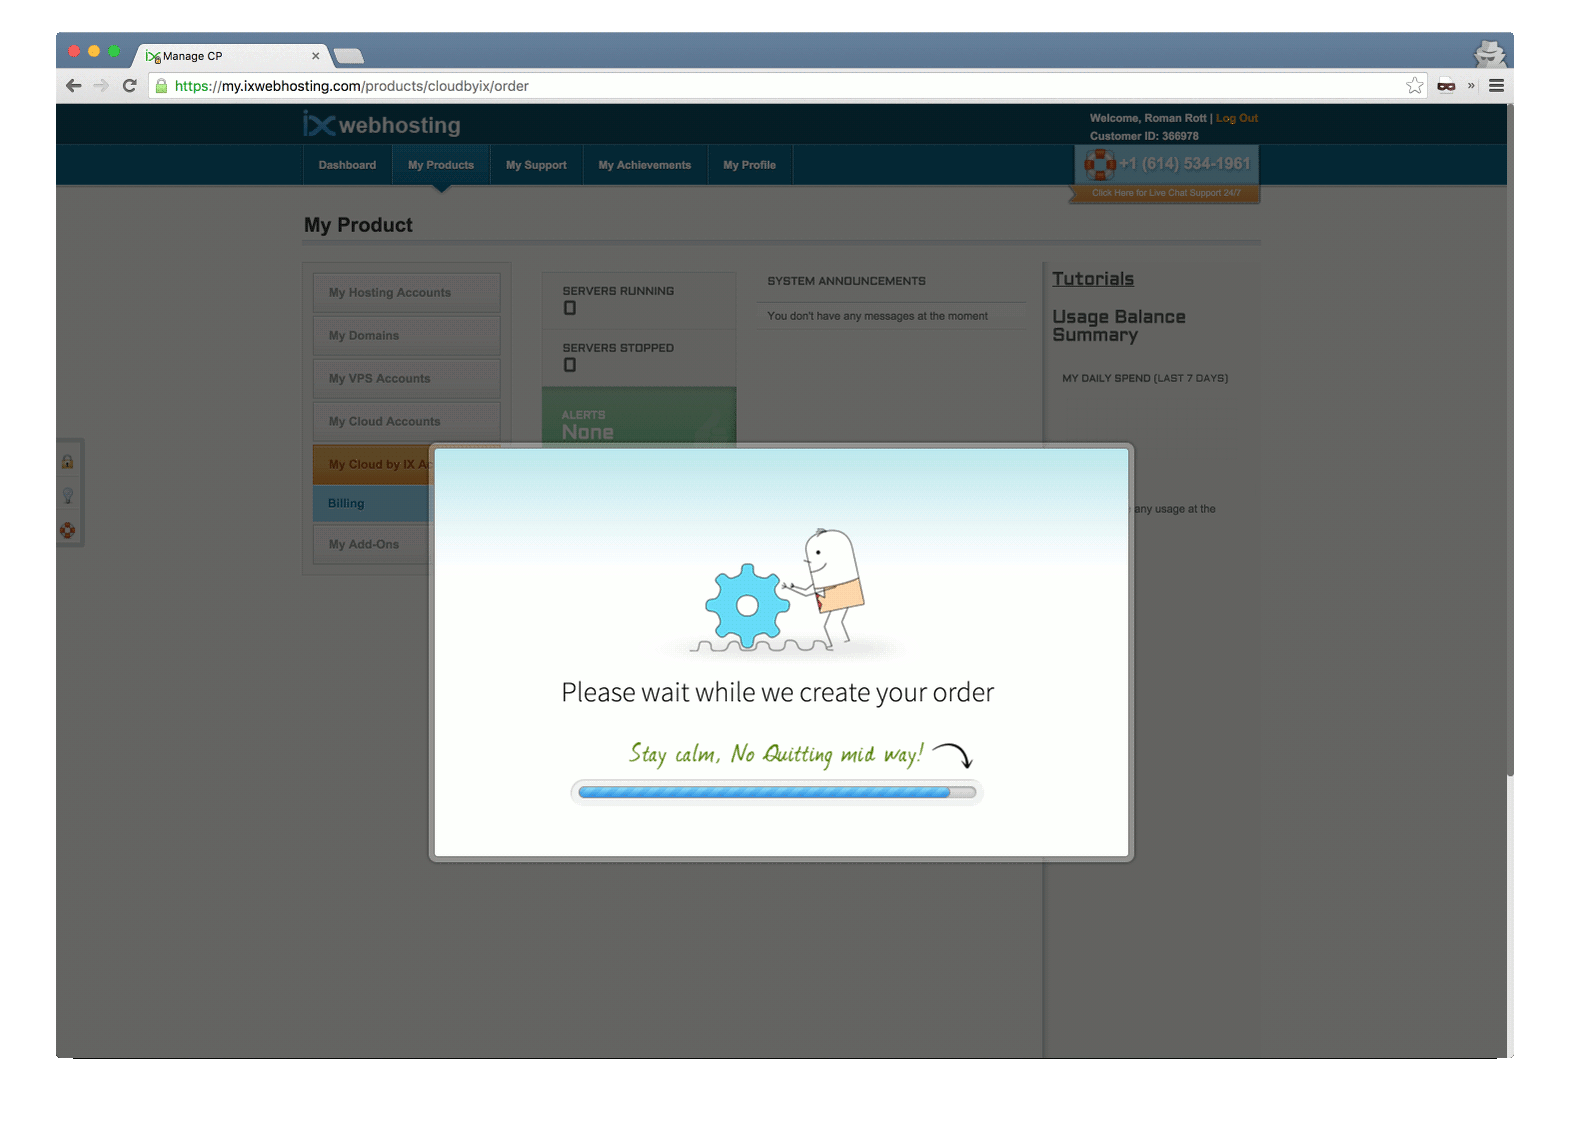 Manage CP
https://my.ixwebhosting.com/products/cloudbyix/order
ix webhosting
Welcome, Roman Rott | Log Out
Customer ID: 366978
Dashboard
My Products
My Support
My Achievements
My Profile
+1 (614) 534-1961
Click Here for Live Chat Support 24/7
My Product
My Hosting Accounts
My Domains
My VPS Accounts
My Cloud Accounts
My Cloud by IX Ac
Billing
My Add-Ons
SERVERS RUNNING
0
SERVERS STOPPED
0
ALERTS
None
SYSTEM ANNOUNCEMENTS
You don't have any messages at the moment
Tutorials
Usage Balance
Summary
MY DAILY SPEND (LAST 7 DAYS)
any usage at the
Please wait while we create your order
Stay calm, No Quitting mid way!